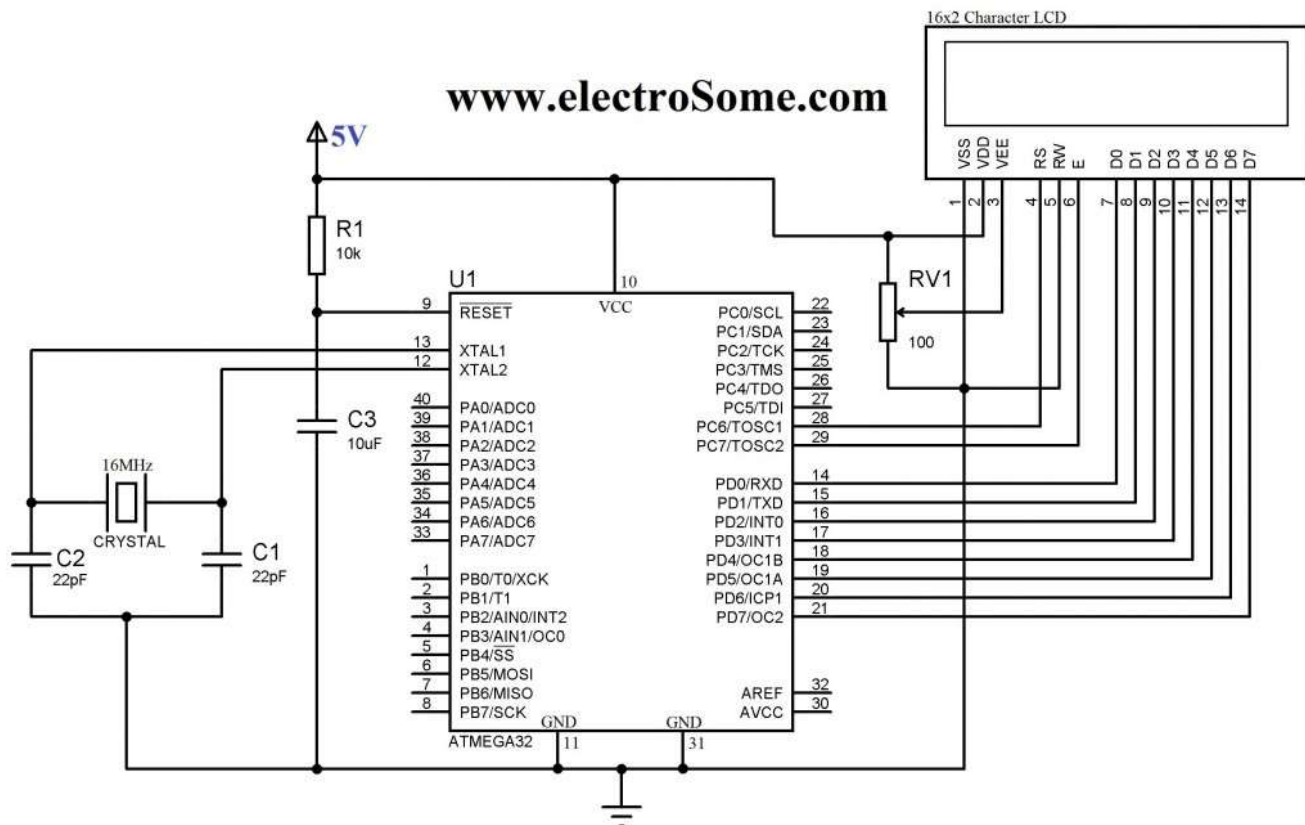 16x2 Character LCD
www.electroSome.com
5V
VSS
VDD
VEE
RS
RW
E
D0
D1
D2
D3
D4
D5
D6
D7
1
2
3
4
5
6
7
8
9
10
11
12
13
14
R1
10k
RV1
100
U1
10
VCC
9 RESET
13 XTAL1
12 XTAL2
40 PA0/ADC0
39 PA1/ADC1
38 PA2/ADC2
37 PA3/ADC3
36 PA4/ADC4
35 PA5/ADC5
34 PA6/ADC6
33 PA7/ADC7
1 PB0/T0/XCK
2 PB1/T1
3 PB2/AIN0/INT2
4 PB3/AIN1/OC0
5 PB4/SS
6 PB5/MOSI
7 PB6/MISO
8 PB7/SCK
PC0/SCL 22
PC1/SDA 23
PC2/TCK 24
PC3/TMS 25
PC4/TDO 26
PC5/TDI 27
PC6/TOSC1 28
PC7/TOSC2 29
PD0/RXD 14
PD1/TXD 15
PD2/INT0 16
PD3/INT1 17
PD4/OC1B 18
PD5/OC1A 19
PD6/ICP1 20
PD7/OC2 21
AREF 32
AVCC 30
GND
11
GND
31
ATMEGA32
C3
10uF
16MHz
CRYSTAL
C2
22pF
C1
22pF